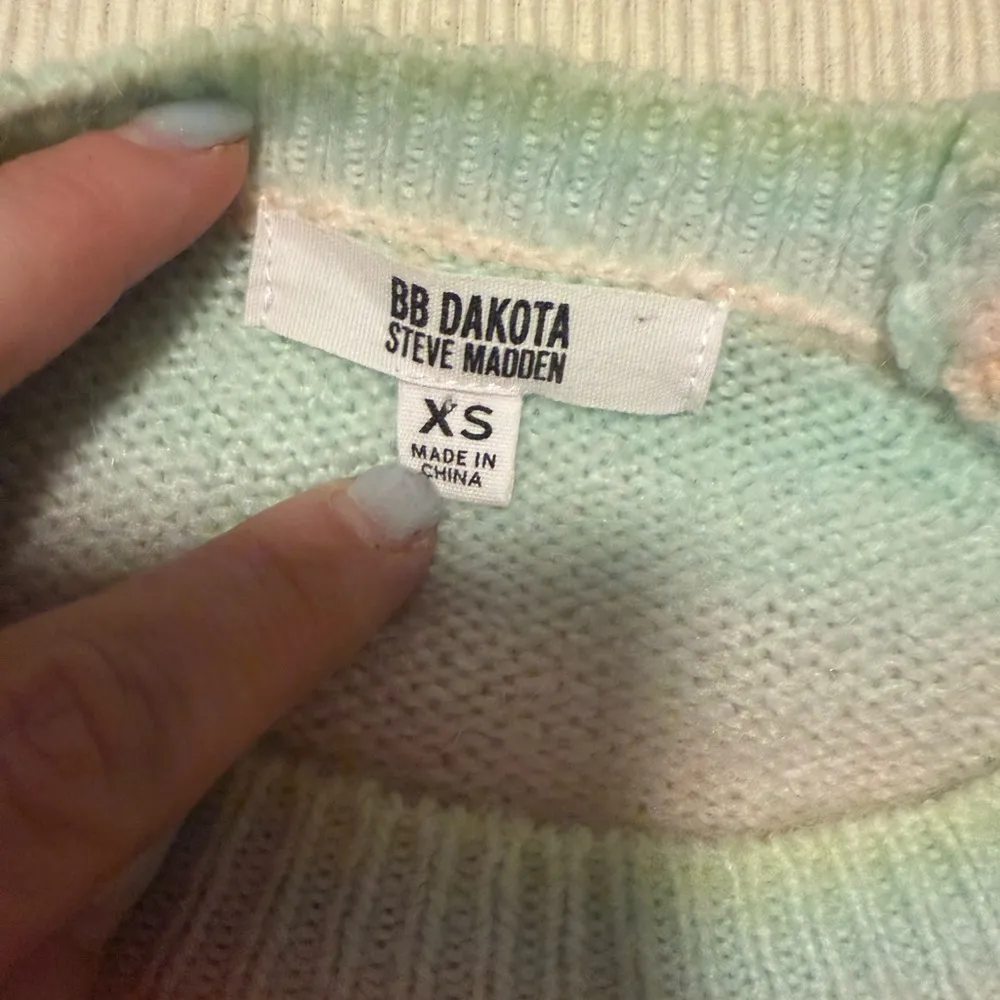 BB DAKOTA
STEVE MADDEN
XS
MADE IN
CHINA